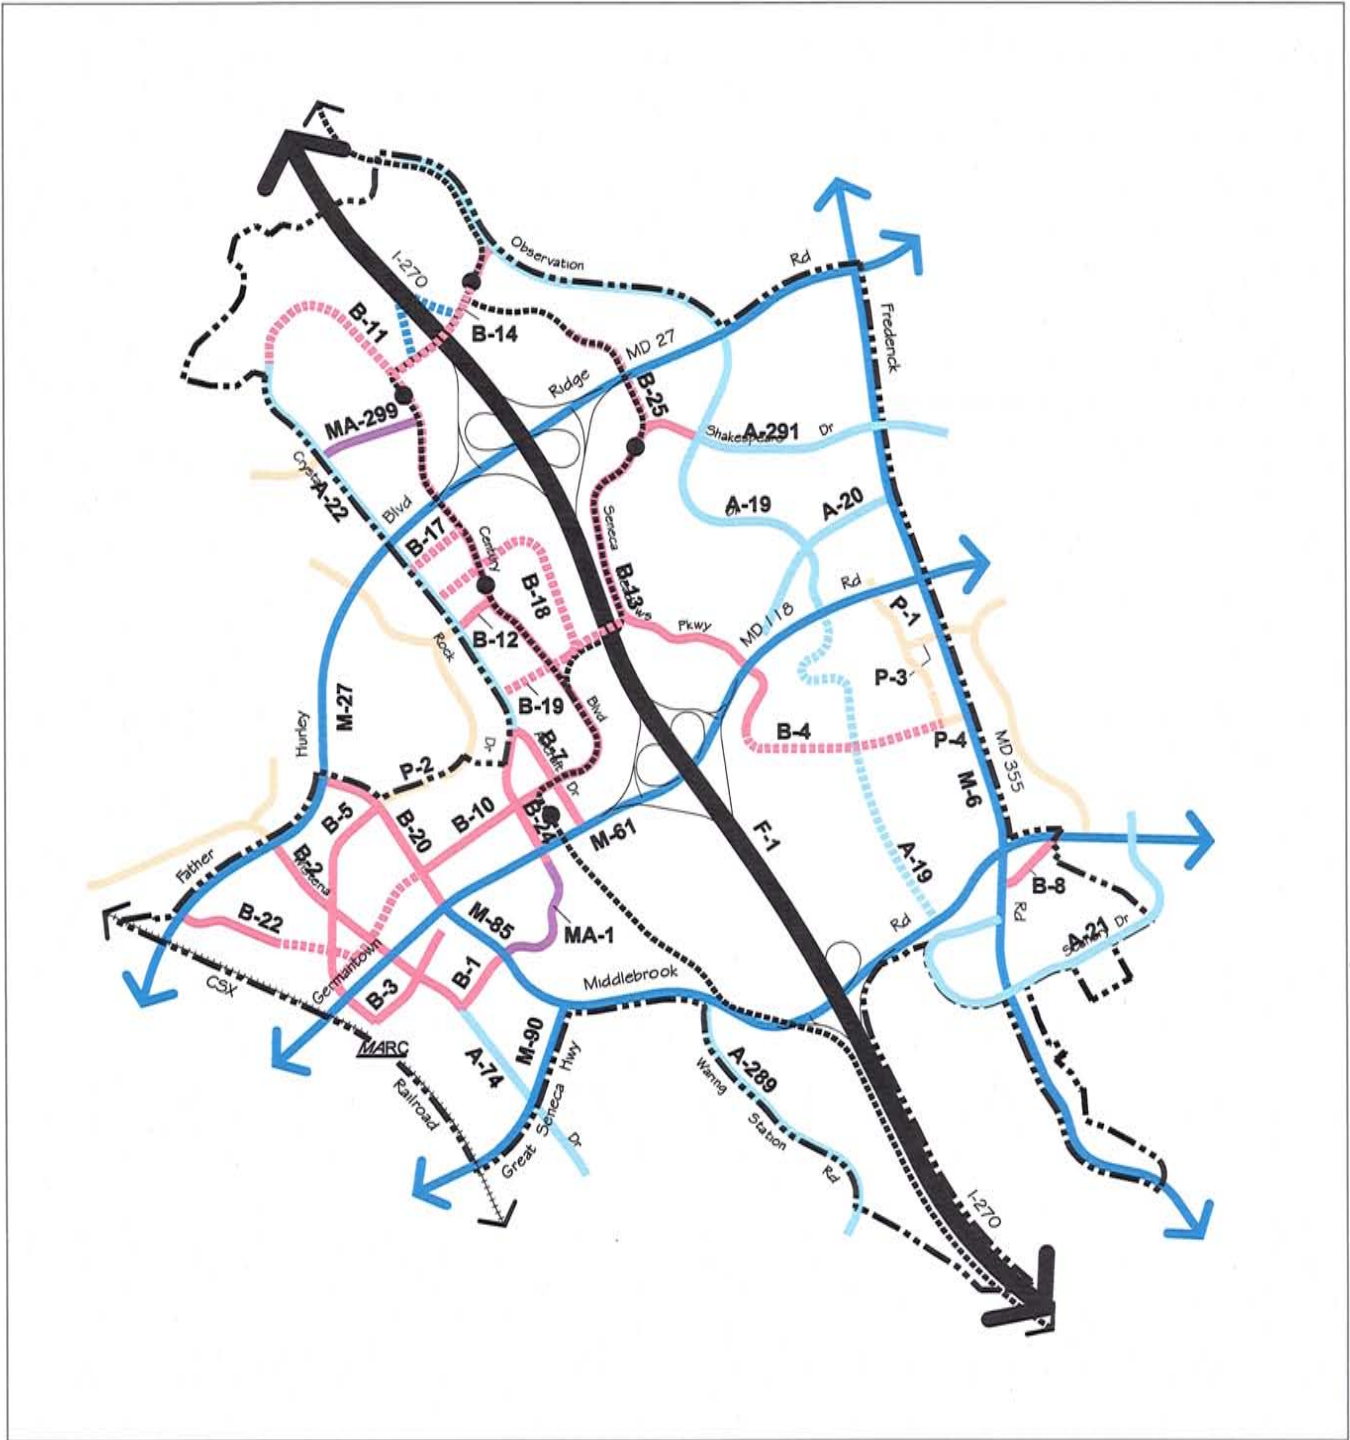 I-270
Observation
Rd
B-11
B-14
MD 27
Frederick
Ridge
B-25
MA-299
Shakespeare
A-291
Dr
Crystal
A-22
Blvd
A-19
A-20
Seneca
B-17
Century
B-18
B-13
Rd
P-1
MD 118
Pkwy
B-12
Rock
P-3
B-19
Blvd
M-27
Hurley
B-4
P-4
Dr
B-7
MD 355
P-2
Dr
M-6
B-5
B-20
B-10
B-24
M-61
F-1
Father
B-2
A-19
B-8
B-22
M-85
MA-1
Rd
Rd
Dr
A-21
Germantown
B-1
B-3
Middlebrook
CSX
MARC
M-90
Hwy
A-74
A-289
Waring
Railroad
Great Seneca
Station
Dr
Rd
I-270